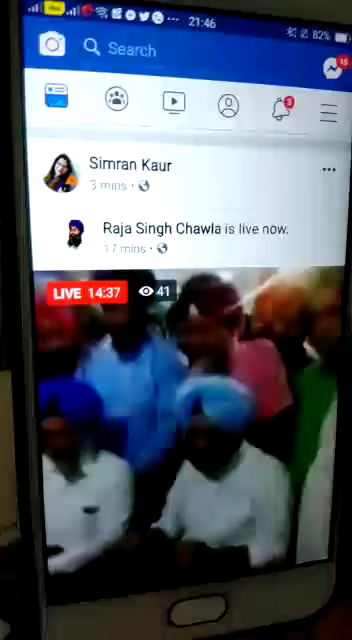 21:46
82%
Search
16
3
Simran Kaur
3 mins
Raja Singh Chawla is live now.
17 mins
LIVE 14:37
41